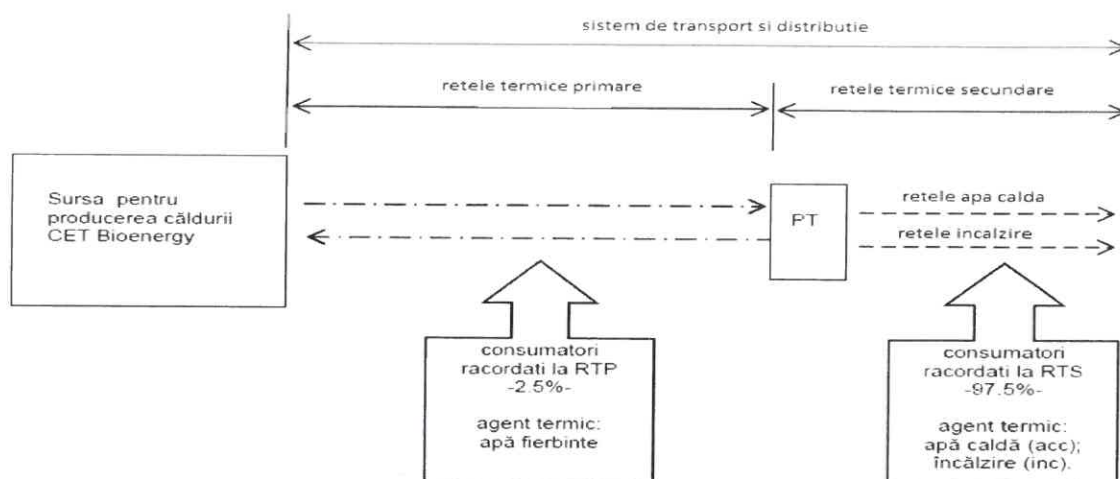 sistem de transport si distributie
retele termice primare
retele termice secundare
Sursa pentru
producerea căldurii
CET Bioenergy
PT
retele apa calda
retele incalzire
consumatori
racordati la RTP
-2.5%-
agent termic:
apă fierbinte
consumatori
racordati la RTS
-97.5%-
agent termic:
apă caldă (acc);
încălzire (inc).